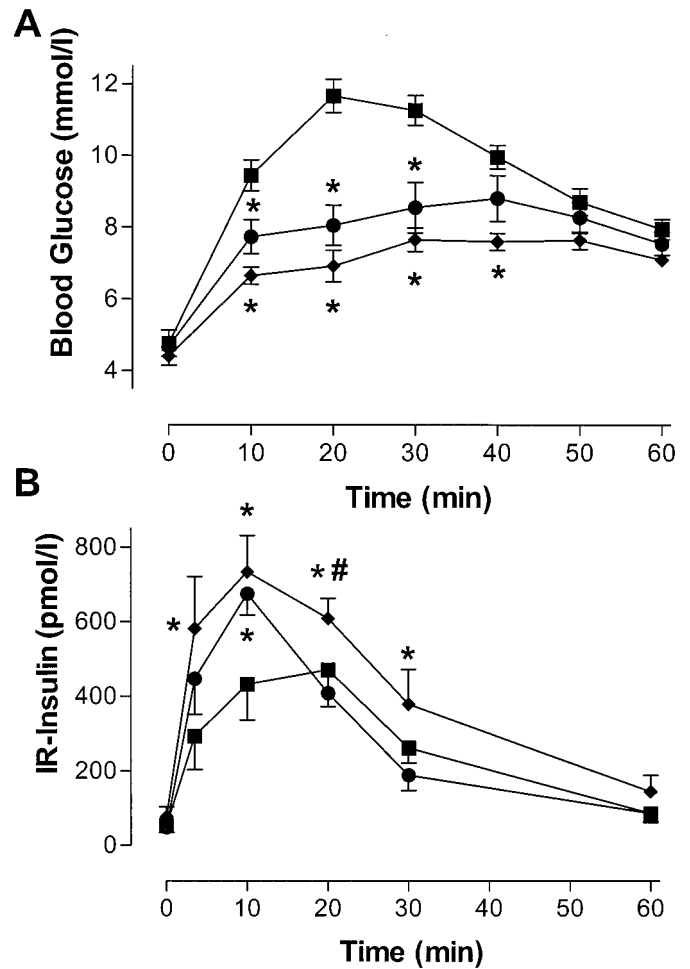 A
Blood Glucose (mmol/l)
12
10
8
6
4
* * *
* * * *
0 10 20 30 40 50 60
Time (min)
B
IR-Insulin (pmol/l)
800
600
400
200
0
*
* #
*
*
*
0 10 20 30 40 50 60
Time (min)